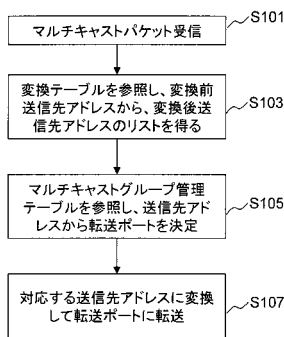 マルチキャストパケット受信
S101
変換テーブルを参照し、変換前
送信先アドレスから、変換後送
信先アドレスのリストを得る
S103
マルチキャストグループ管理
テーブルを参照し、送信先アド
レスから転送ポートを決定
S105
対応する送信先アドレスに変換
して転送ポートに転送
S107